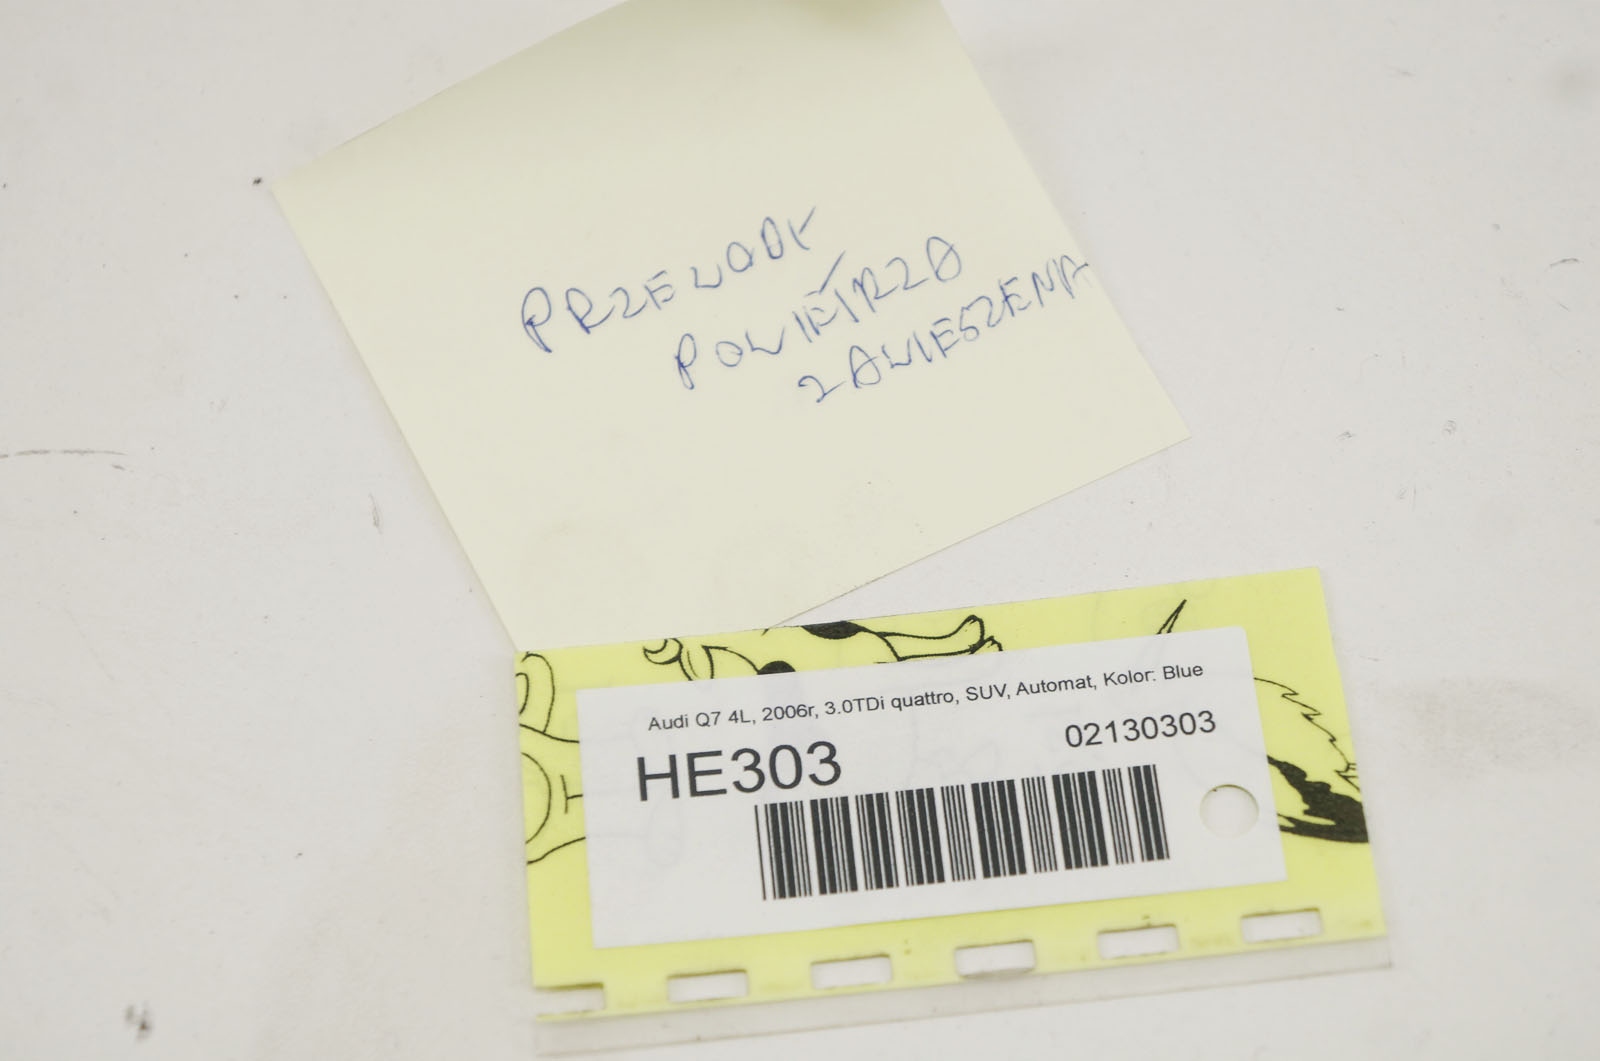 PRZEWODY
POWIETRZA
ZAWIESZENIA
Audi Q7 4L, 2006r, 3.0TDi quattro, SUV, Automat, Kolor: Blue
HE303
02130303